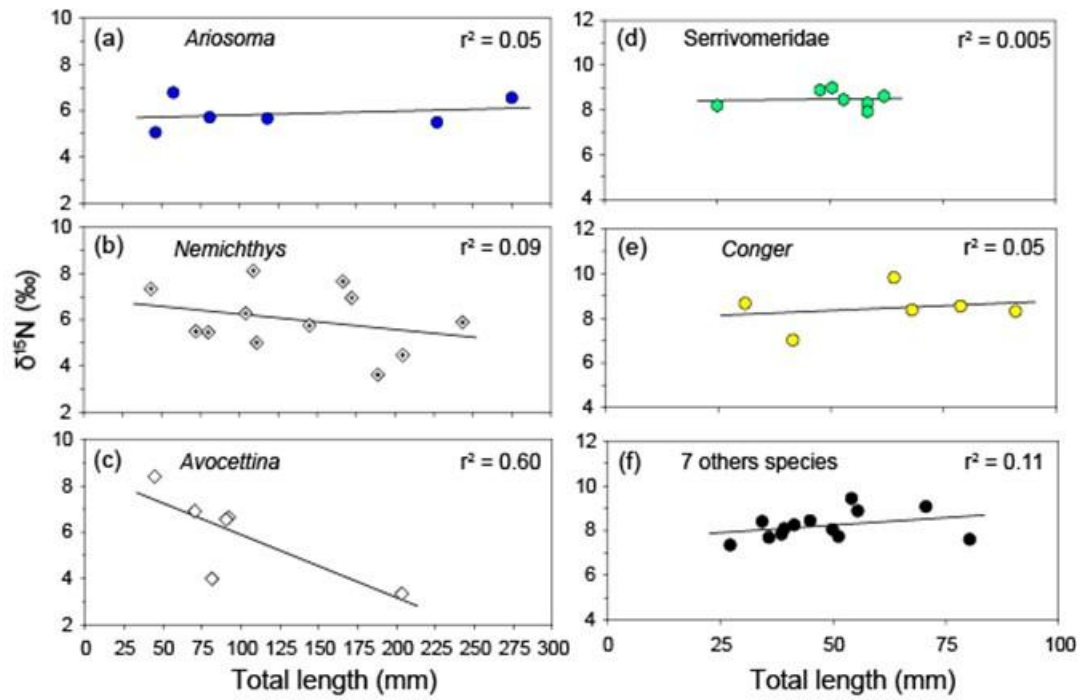 10
(a)
Ariosoma
r² = 0.05
8
6
4
2
10
(b)
Nemichthys
r² = 0.09
8
6
4
2
10
(c)
Avocettina
r² = 0.60
8
6
4
2
0 25 50 75 100 125 150 175 200 225 250 275 300
Total length (mm)
δ¹⁵N (‰)
12
(d)
Serrivomeridae
r² = 0.005
10
8
6
4
12
(e)
Conger
r² = 0.05
10
8
6
4
12
(f)
7 others species
r² = 0.11
10
8
6
4
0 25 50 75 100
Total length (mm)